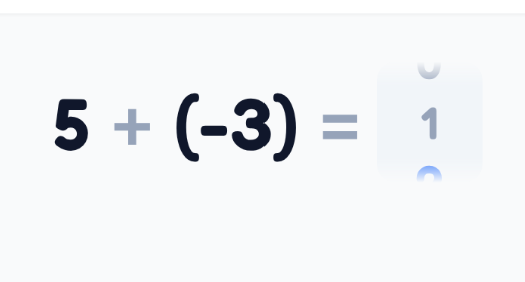 5 + (-3) = 1